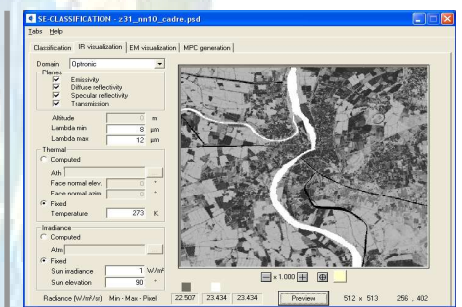 SE-CLASSIFICATION - z31_nn10_cadre.psd
Tabs Help
Classification IR visualization EM visualization MPC generation
Domain Optronic
Planes
Emissivity
Diffuse reflectivity
Specular reflectivity
Transmission
Altitude 0 m
Lambda min 8 µm
Lambda max 12 µm
Thermal
Computed
Ath
Face normal elev. 0 °
Face normal azim. 0 °
Fixed
Temperature 273 K
Irradiance
Computed
Atm
Fixed
Sun irradiance 1 W/m²
Sun elevation 90 °
x 1.000
Radiance (W/m²/sr) Min - Max - Pixel 22.507 23.434 23.434 Preview 512 x 513 256 , 402